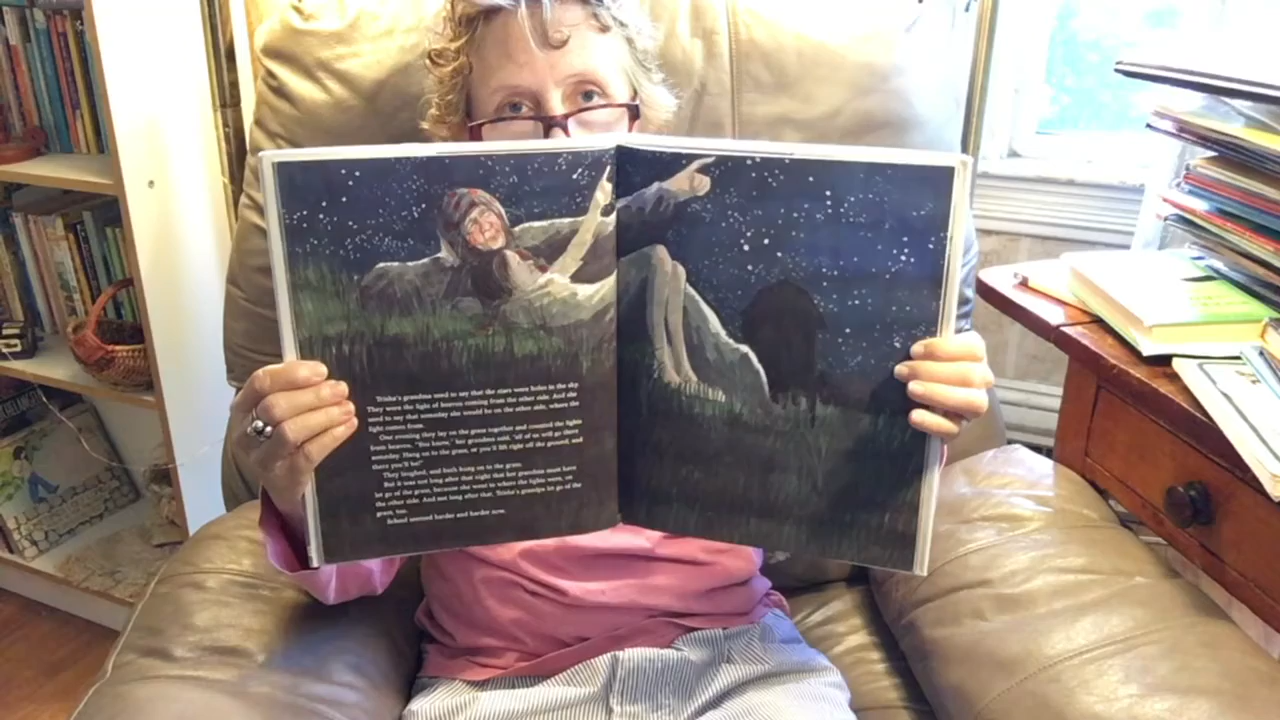 Trisha's grandma used to say that the stars were holes in the sky.
They were the light of heaven coming from the other side. And she
used to say that someday she would be on the other side, where the
light comes from.
One evening they lay on the grass together and counted the lights
from heaven. "You know," her grandma said, "all of us will go there
someday. Hang on to the grass, or you'll lift right off the ground, and
there you'll be!"
They laughed, and both hung on to the grass.
But it was not long after that night that her grandma must have
let go of the grass, because she went to where the lights were, on
the other side. And not long after that, Trisha's grandpa let go of the
grass, too.
School seemed harder and harder now.